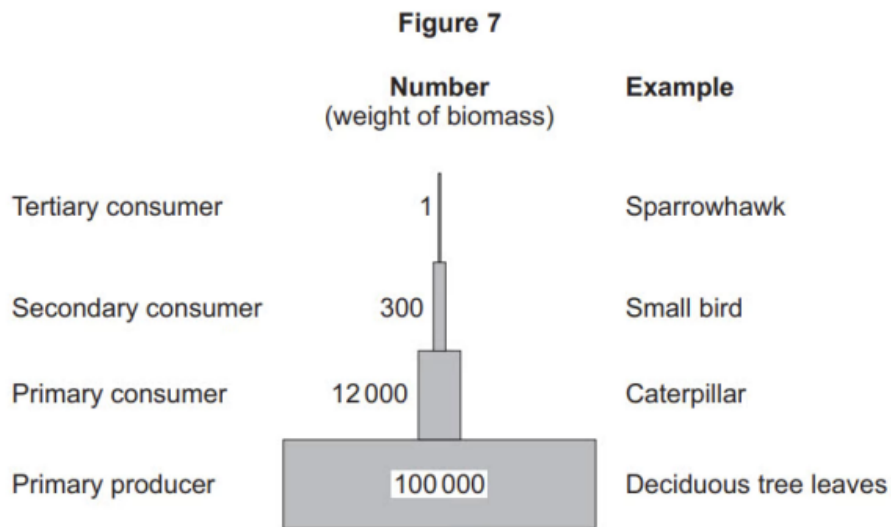 Figure 7
Number Example
(weight of biomass)
Tertiary consumer 1 Sparrowhawk
Secondary consumer 300 Small bird
Primary consumer 12 000 Caterpillar
Primary producer 100 000 Deciduous tree leaves